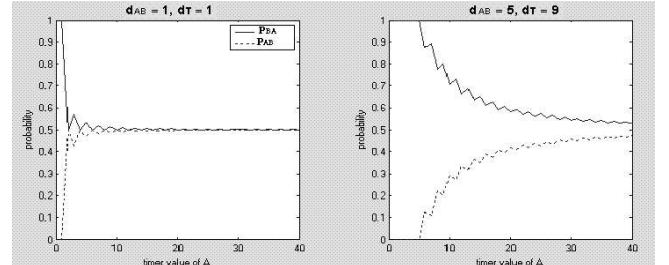 dAB = 1, dT = 1
PBA
PAB
probability
1
0.9
0.8
0.7
0.6
0.5
0.4
0.3
0.2
0.1
0
0 10 20 30 40
timer value of A
dAB = 5, dT = 9
probability
1
0.9
0.8
0.7
0.6
0.5
0.4
0.3
0.2
0.1
0
0 10 20 30 40
timer value of A